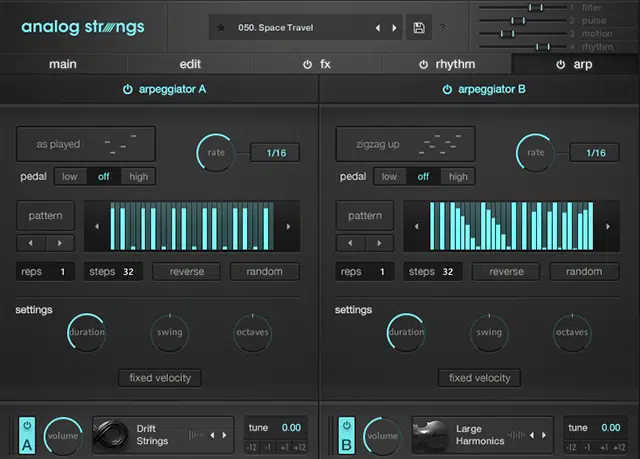 analog strings
050. Space Travel
?
1 filter
2 pulse
3 motion
4 rhythm
main edit fx rhythm arp
arpeggiator A
as played
rate
1/16
pedal low off high
pattern
reps 1 steps 32 reverse random
settings
duration swing octaves
fixed velocity
A
volume
Drift
Strings
tune 0.00
-12 -1 +1 +12
arpeggiator B
zigzag up
rate
1/16
pedal low off high
pattern
reps 1 steps 32 reverse random
settings
duration swing octaves
fixed velocity
B
volume
Large
Harmonics
tune 0.00
-12 -1 +1 +12